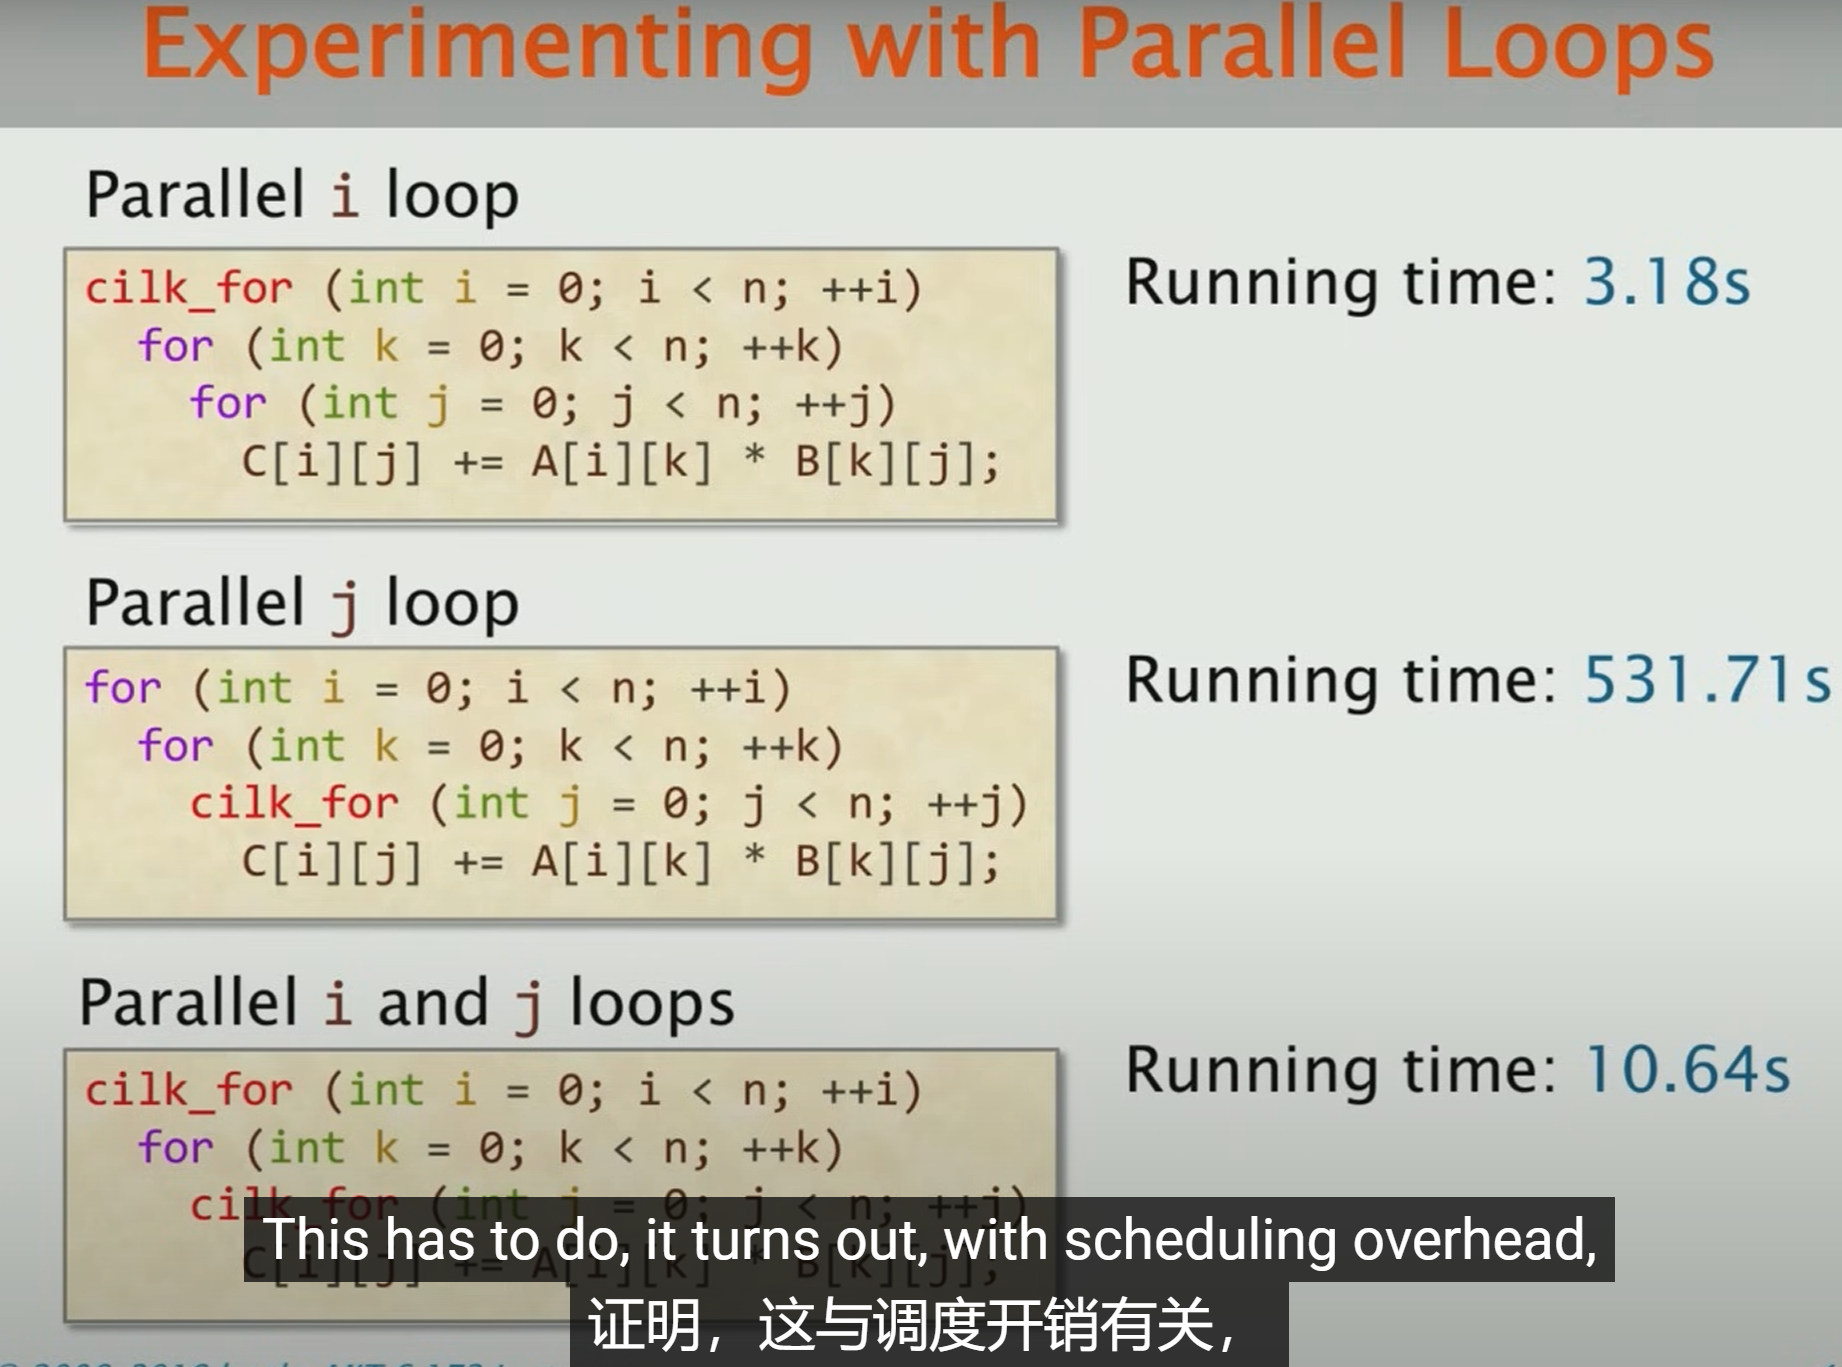 Experimenting with Parallel Loops
Parallel i loop
cilk_for (int i = 0; i < n; ++i)
for (int k = 0; k < n; ++k)
for (int j = 0; j < n; ++j)
C[i][j] += A[i][k] * B[k][j];
Running time: 3.18s
Parallel j loop
for (int i = 0; i < n; ++i)
for (int k = 0; k < n; ++k)
cilk_for (int j = 0; j < n; ++j)
C[i][j] += A[i][k] * B[k][j];
Running time: 531.71s
Parallel i and j loops
cilk_for (int i = 0; i < n; ++i)
for (int k = 0; k < n; ++k)
cilk_for (int j = 0; j < n; ++j)
C[i][j] += A[i][k] * B[k][j];
Running time: 10.64s
This has to do, it turns out, with scheduling overhead,
证明，这与调度开销有关，